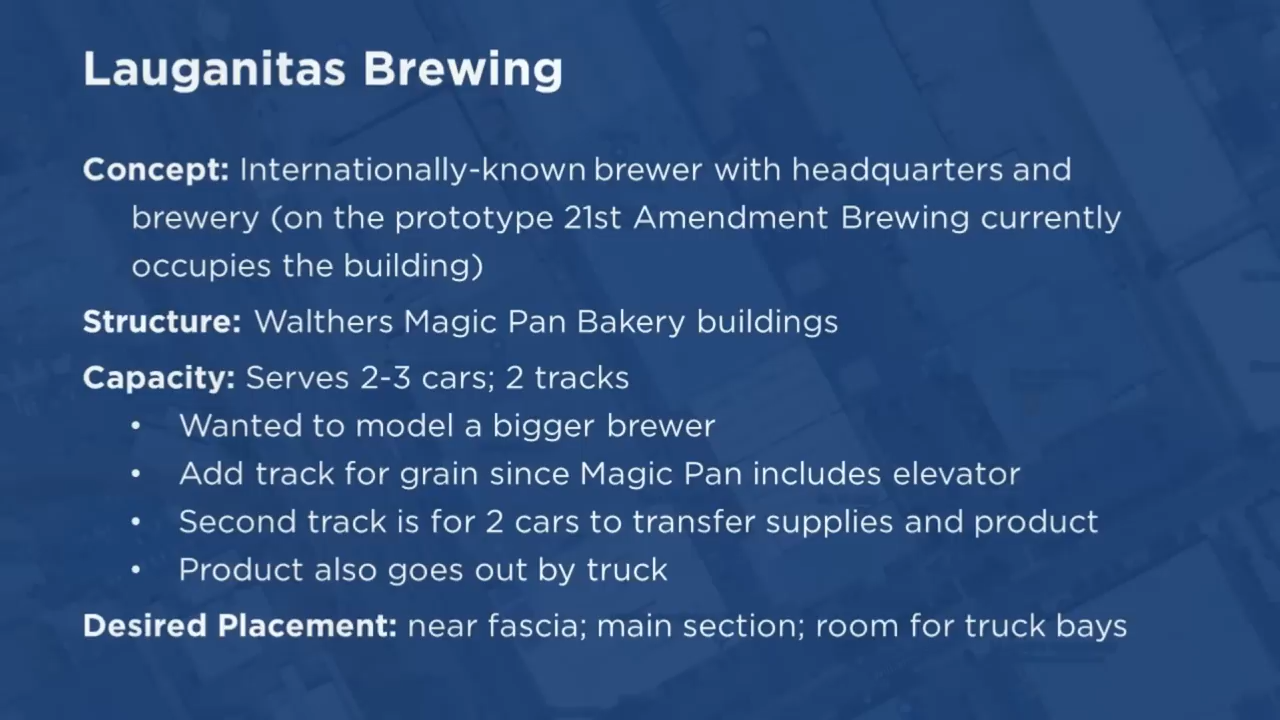 Lauganitas Brewing
Concept: Internationally-known brewer with headquarters and
brewery (on the prototype 21st Amendment Brewing currently
occupies the building)
Structure: Walthers Magic Pan Bakery buildings
Capacity: Serves 2-3 cars; 2 tracks
• Wanted to model a bigger brewer
• Add track for grain since Magic Pan includes elevator
• Second track is for 2 cars to transfer supplies and product
• Product also goes out by truck
Desired Placement: near fascia; main section; room for truck bays